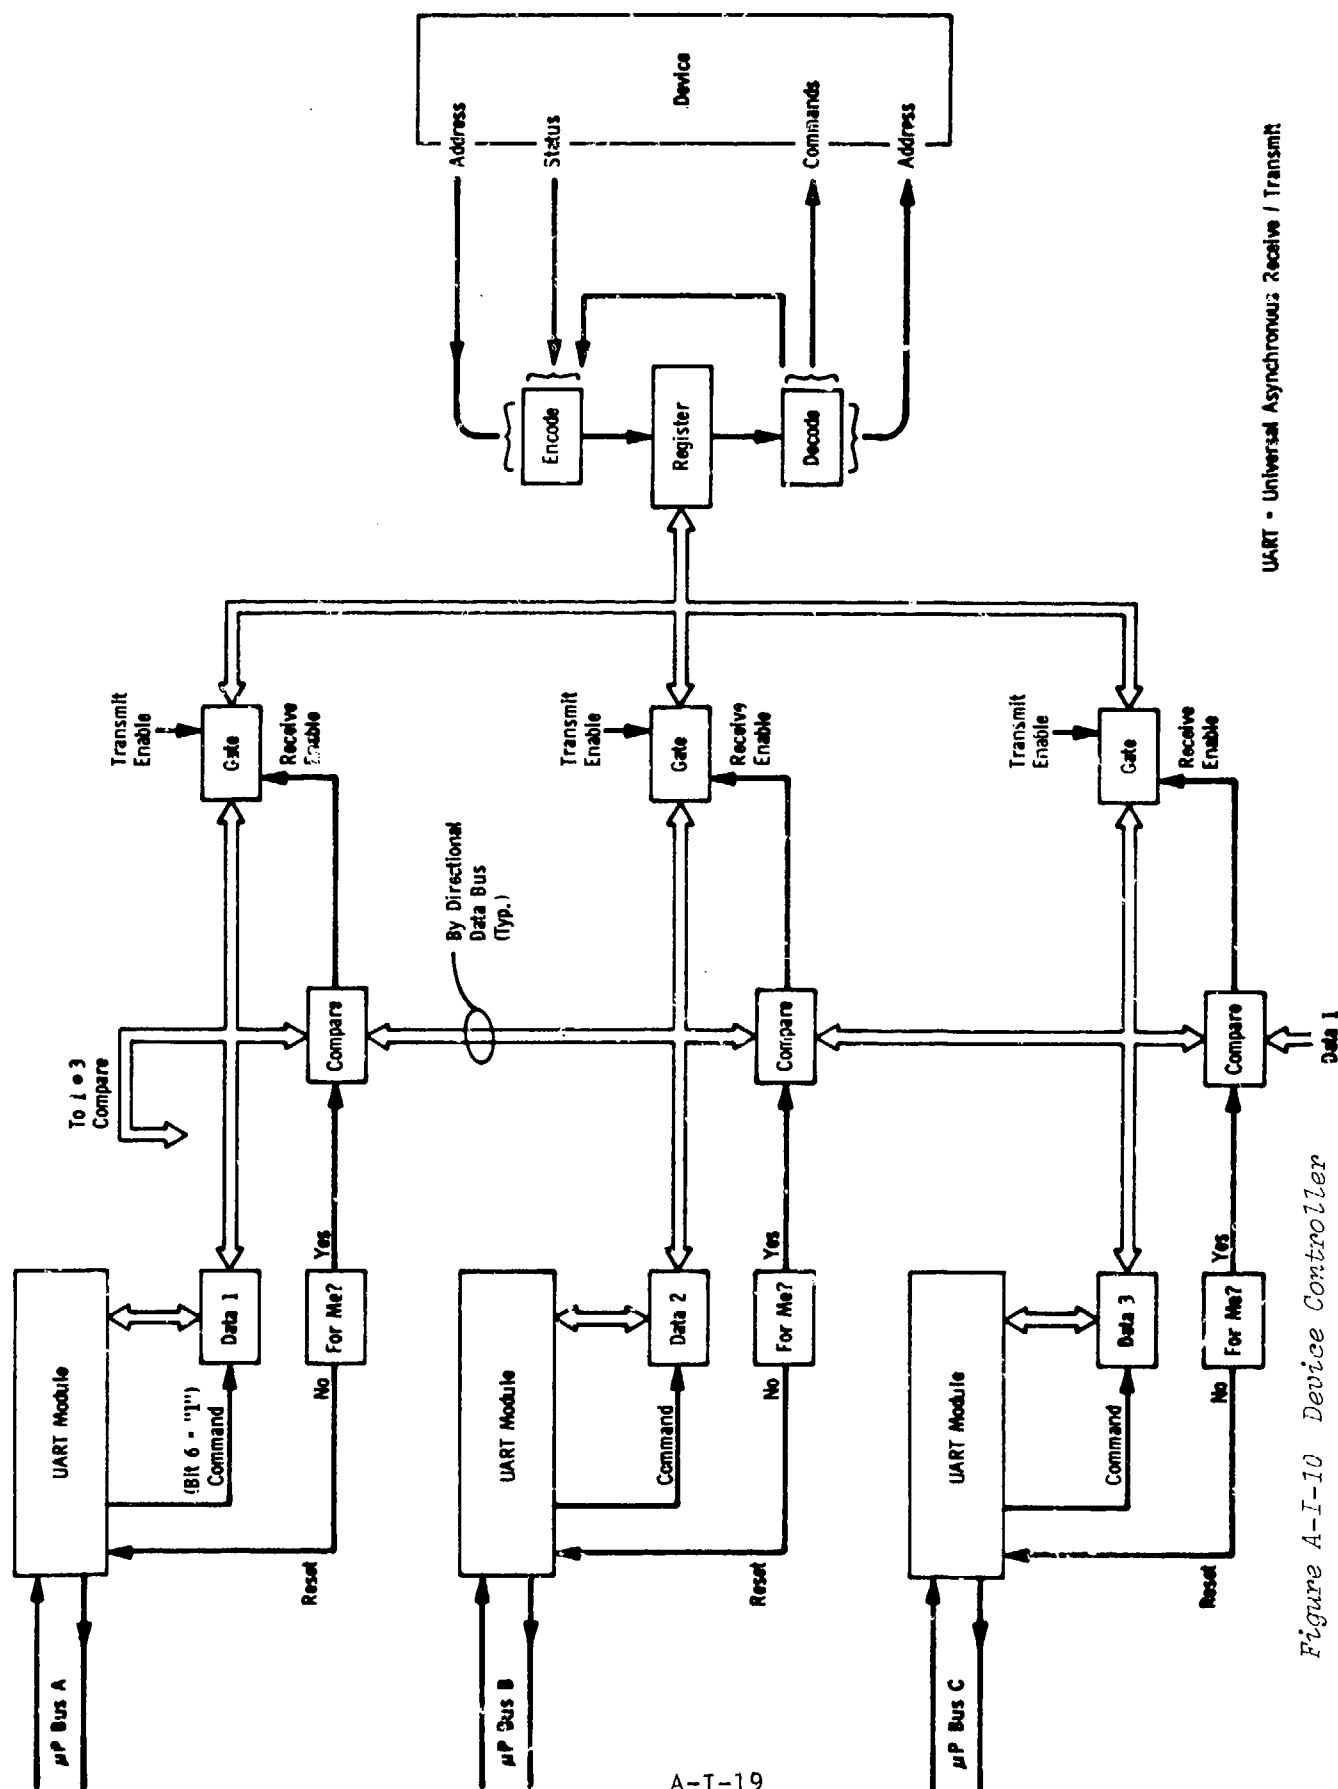 μP Bus A
UART Module
(Bit 6 = "1")
Command
Data 1
Reset
No
For Me?
Yes
To 1 • 3
Compare
Compare
Transmit
Enable
Gate
Receive
Enable
By Directional
Data Bus
(Typ.)
μP Bus B
UART Module
Command
Data 2
Reset
No
For Me?
Yes
Compare
Transmit
Enable
Gate
Receive
Enable
μP Bus C
UART Module
Command
Data 3
Reset
No
For Me?
Yes
Compare
Data 1
Transmit
Enable
Gate
Receive
Enable
Encode
Register
Decode
Address
Status
Device
Commands
Address
UART - Universal Asynchronous Receive / Transmit
Figure A-I-10 Device Controller
A-I-19